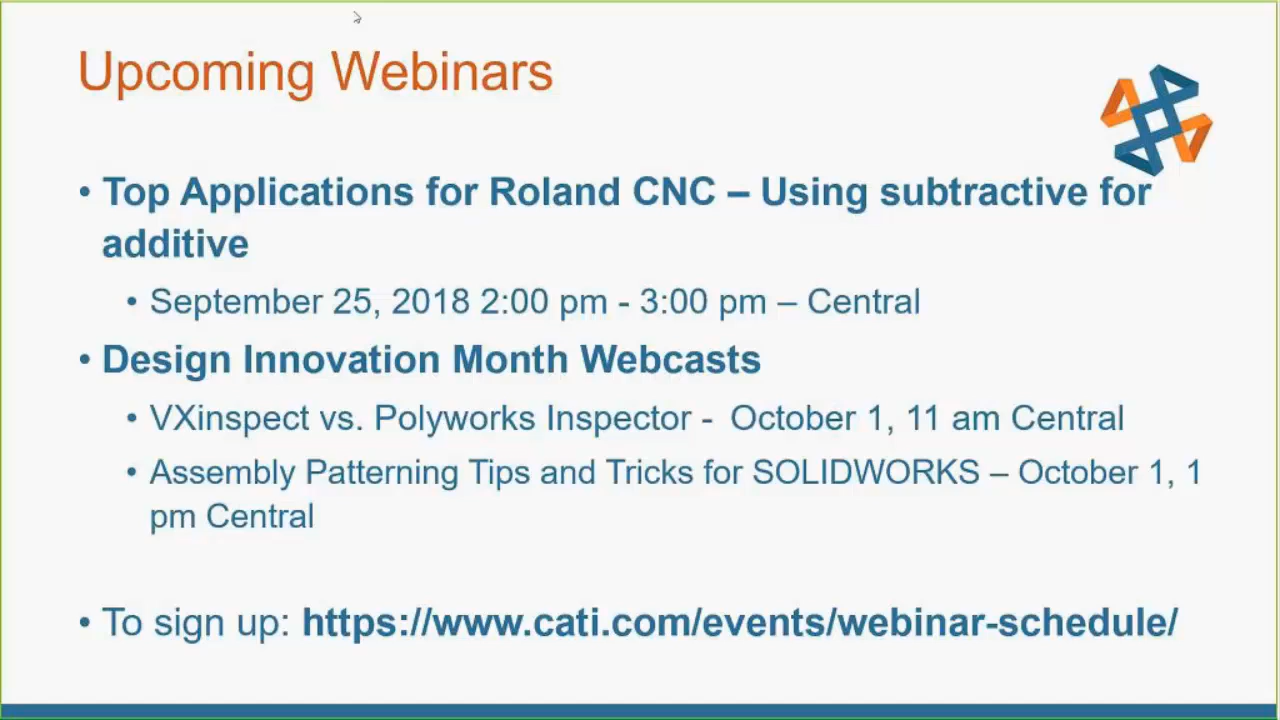 Upcoming Webinars
• Top Applications for Roland CNC – Using subtractive for
additive
• September 25, 2018 2:00 pm - 3:00 pm – Central
• Design Innovation Month Webcasts
• VXinspect vs. Polyworks Inspector - October 1, 11 am Central
• Assembly Patterning Tips and Tricks for SOLIDWORKS – October 1, 1
pm Central
• To sign up: https://www.cati.com/events/webinar-schedule/